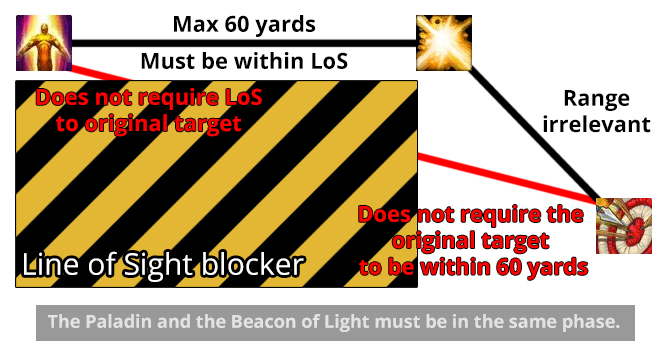 Max 60 yards
Must be within LoS
Does not require LoS
to original target
Range
irrelevant
Does not require the
original target
to be within 60 yards
Line of Sight blocker
The Paladin and the Beacon of Light must be in the same phase.